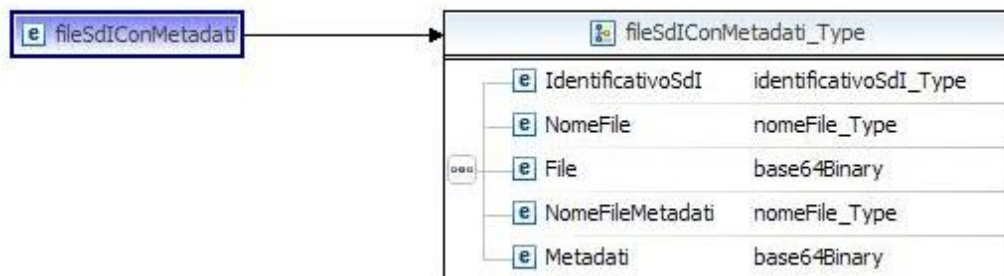 e fileSdIConMetadati
fileSdIConMetadati_Type
e IdentificativoSdI identificativoSdI_Type
e NomeFile nomeFile_Type
e File base64Binary
e NomeFileMetadati nomeFile_Type
e Metadati base64Binary